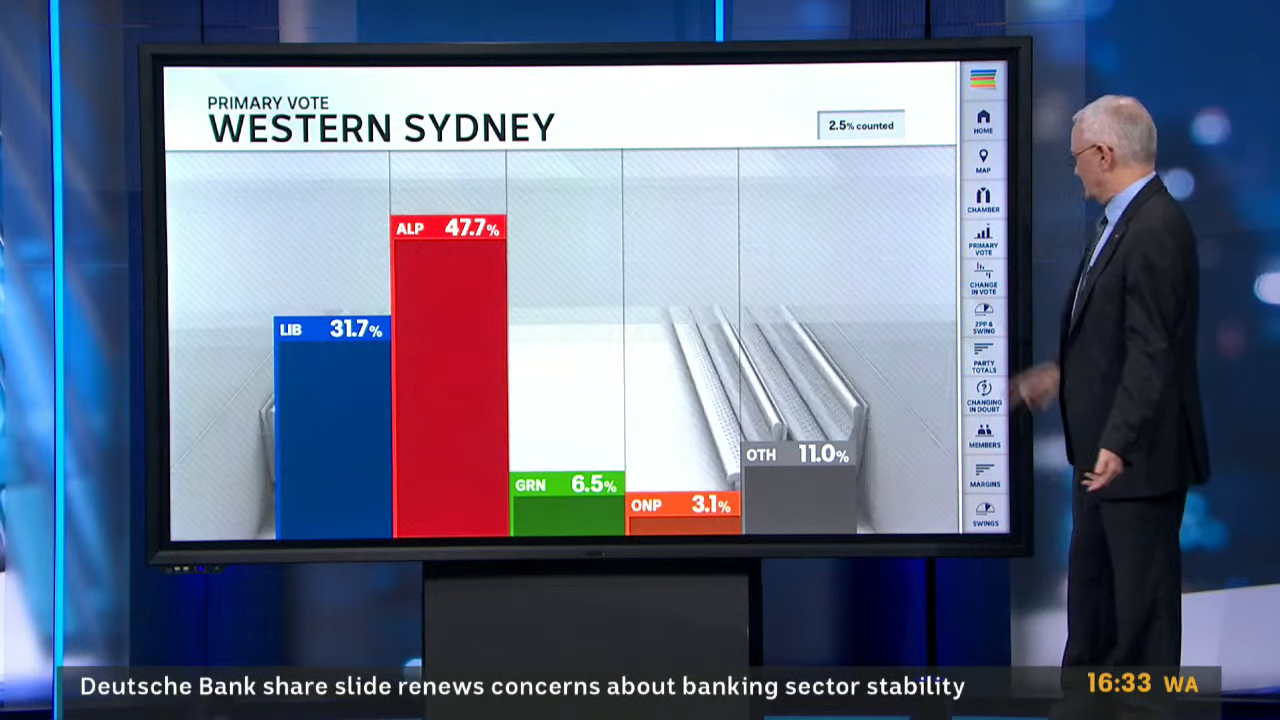 PRIMARY VOTE
WESTERN SYDNEY
2.5% counted
LIB 31.7%
ALP 47.7%
GRN 6.5%
ONP 3.1%
OTH 11.0%
HOME
MAP
CHAMBER
PRIMARY
VOTE
CHANGE
IN VOTE
2PP &
SWING
PARTY
TOTALS
CHANGING
IN DOUBT
MEMBERS
MARGINS
SWINGS
Deutsche Bank share slide renews concerns about banking sector stability
16:33 WA